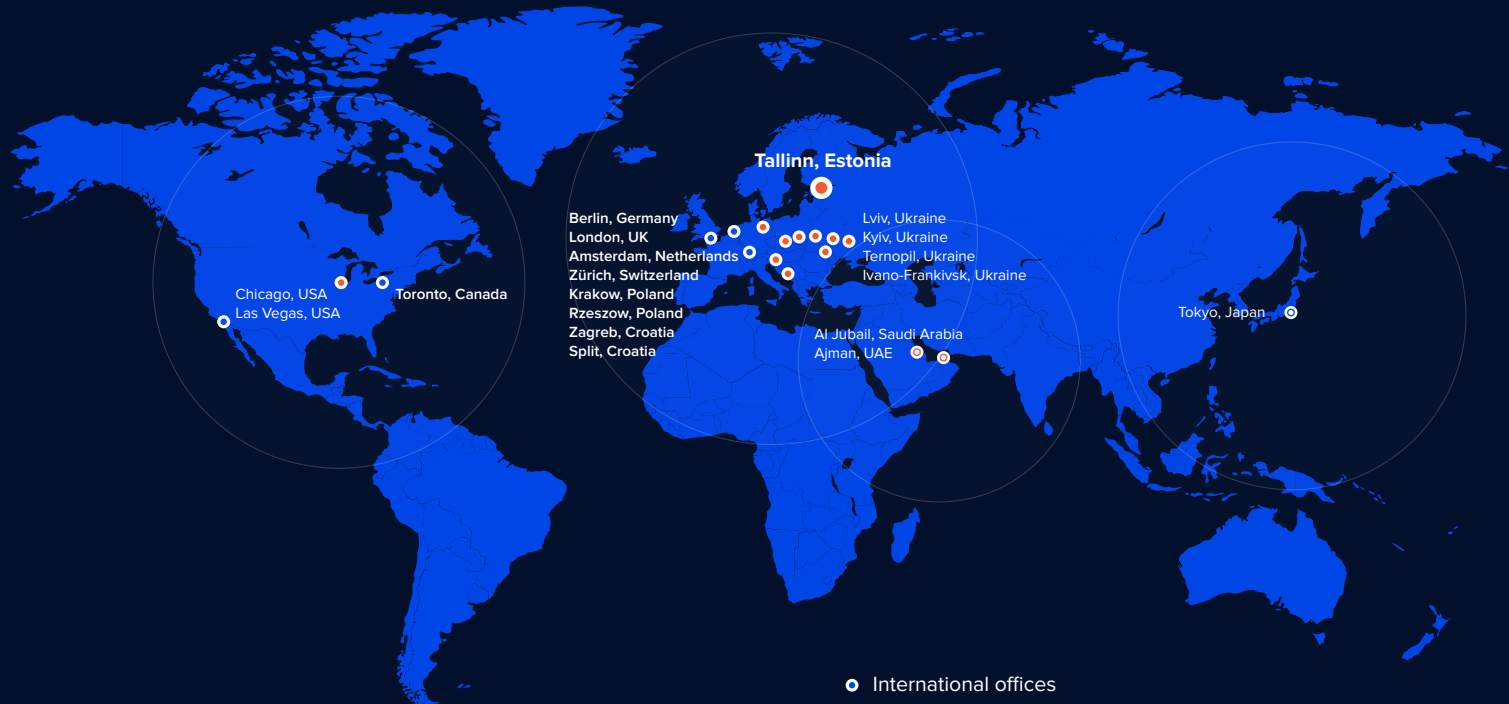 Tallinn, Estonia
Berlin, Germany
London, UK
Amsterdam, Netherlands
Zürich, Switzerland
Krakow, Poland
Rzeszow, Poland
Zagreb, Croatia
Split, Croatia
Lviv, Ukraine
Kyiv, Ukraine
Ternopil, Ukraine
Ivano-Frankivsk, Ukraine
Chicago, USA
Las Vegas, USA
Toronto, Canada
Al Jubail, Saudi Arabia
Ajman, UAE
Tokyo, Japan
International offices